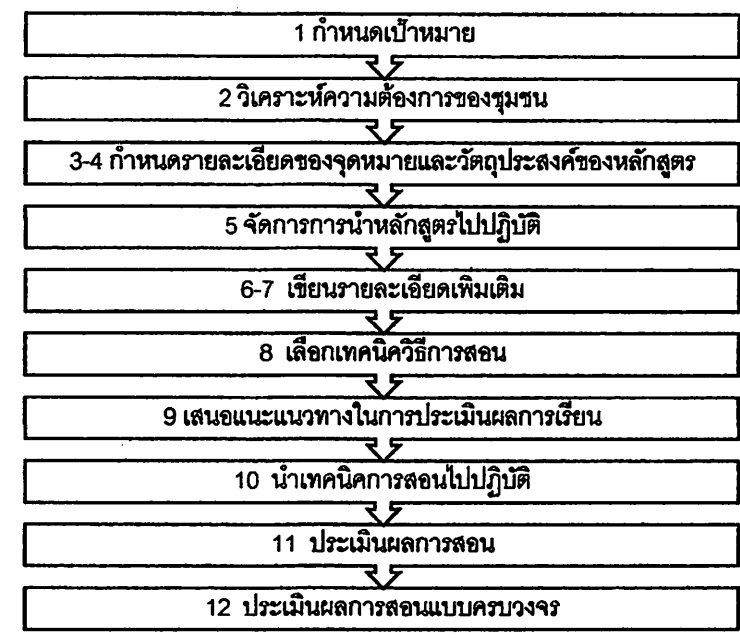 1 กำหนดเป้าหมาย
2 วิเคราะห์ความต้องการของชุมชน
3-4 กำหนดรายละเอียดของจุดหมายและวัตถุประสงค์ของหลักสูตร
5 จัดการการนำหลักสูตรไปปฏิบัติ
6-7 เขียนรายละเอียดเพิ่มเติม
8 เลือกเทคนิควิธีการสอน
9 เสนอแนะแนวทางในการประเมินผลการเรียน
10 นำเทคนิคการสอนไปปฏิบัติ
11 ประเมินผลการสอน
12 ประเมินผลการสอนแบบครบวงจร